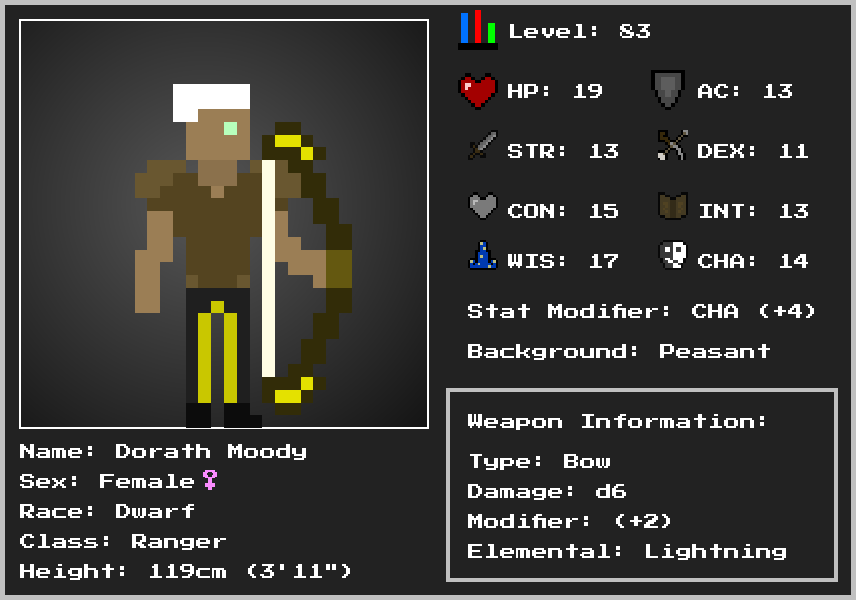 Level: 83
HP: 19
AC: 13
STR: 13
DEX: 11
CON: 15
INT: 13
WIS: 17
CHA: 14
Stat Modifier: CHA (+4)
Background: Peasant
Name: Dorath Moody
Sex: Female♀
Race: Dwarf
Class: Ranger
Height: 119cm (3'11")
Weapon Information:
Type: Bow
Damage: d6
Modifier: (+2)
Elemental: Lightning